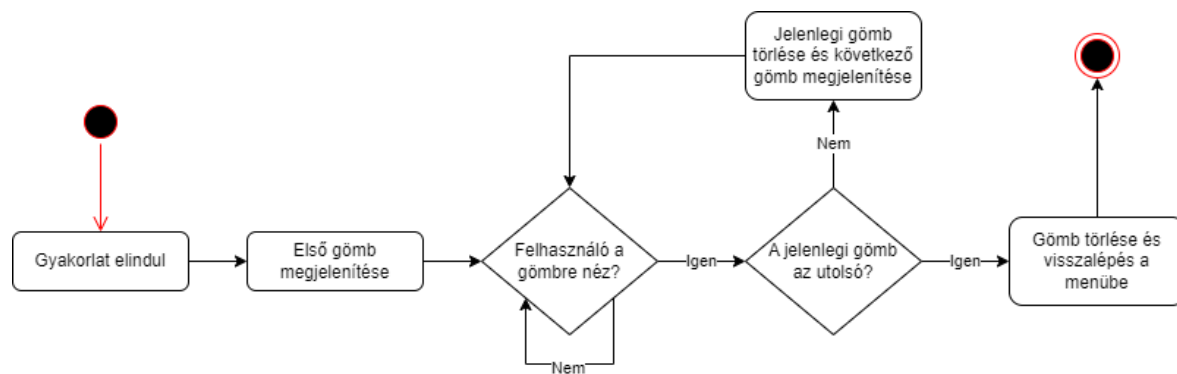 Gyakorlat elindul
Első gömb
megjelenítése
Felhasználó a
gömbre néz?
Nem
Igen
A jelenlegi gömb
az utolsó?
Nem
Jelenlegi gömb
törlése és következő
gömb megjelenítése
Igen
Gömb törlése és
visszalépés a
menübe